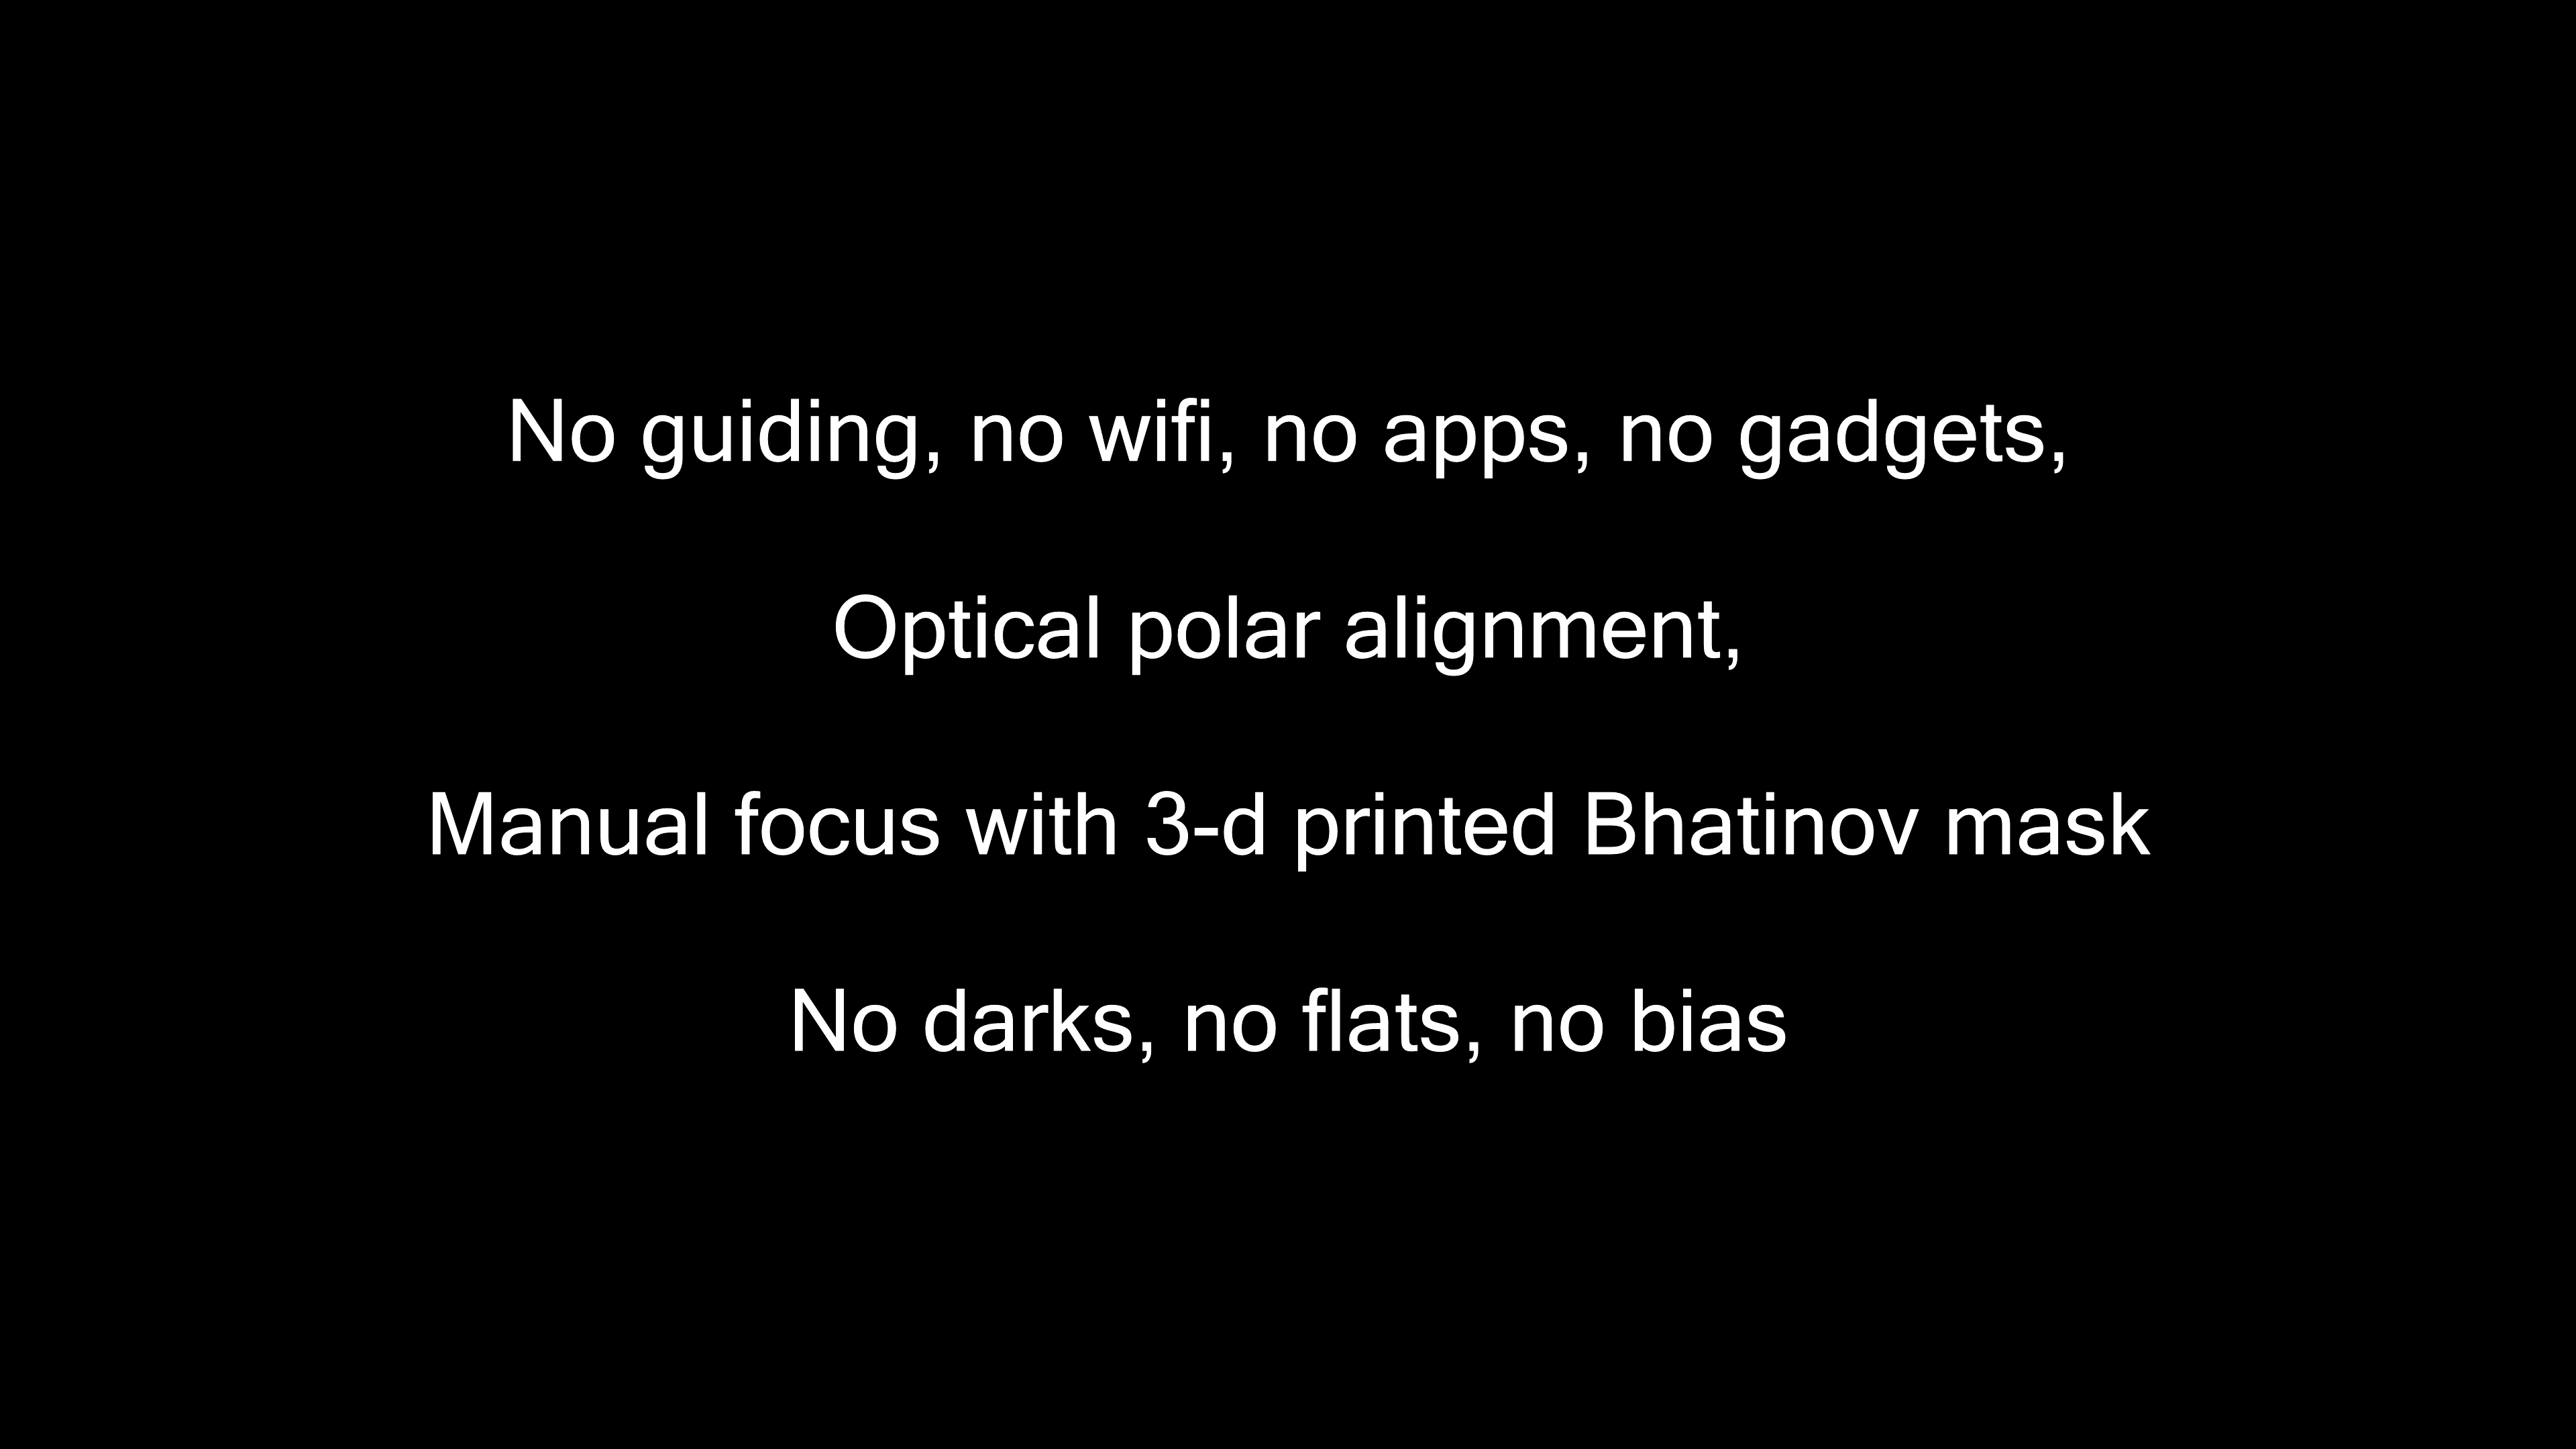 No guiding, no wifi, no apps, no gadgets,
Optical polar alignment,
Manual focus with 3-d printed Bhatinov mask
No darks, no flats, no bias